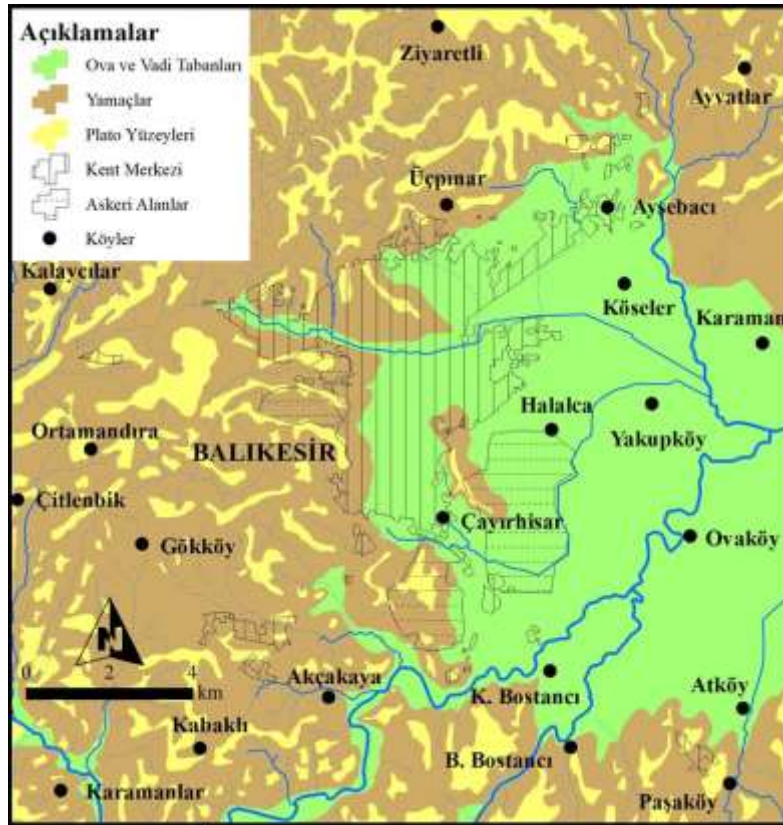 Açıklamalar
Ova ve Vadi Tabanları
Yamaçlar
Plato Yüzeyleri
Kent Merkezi
Askeri Alanlar
Köyler
Ziyaretli
Ayvatlar
Üçpınar
Ayşebacı
Kalaycılar
Köseler
Karaman
Halalca
Yakupköy
Ortamandıra
BALIKESİR
Çitlenbik
Çayırhisar
Ovaköy
Gökköy
N
0 2 4
km
Akçakaya
K. Bostancı
Atköy
Kabaklı
B. Bostancı
Karamanlar
Paşaköy